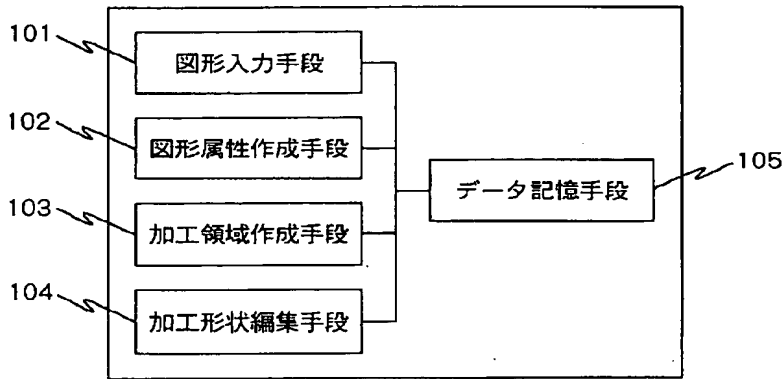 101
図形入力手段
102
図形属性作成手段
105
データ記憶手段
103
加工領域作成手段
104
加工形状編集手段